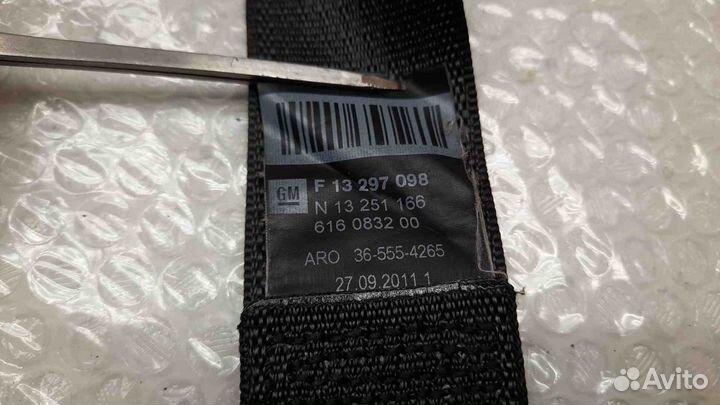 GM
F 13 297 098
N 13 251 166
616 0832 00
ARO 36-555-4265
27.09.2011 1
Avito